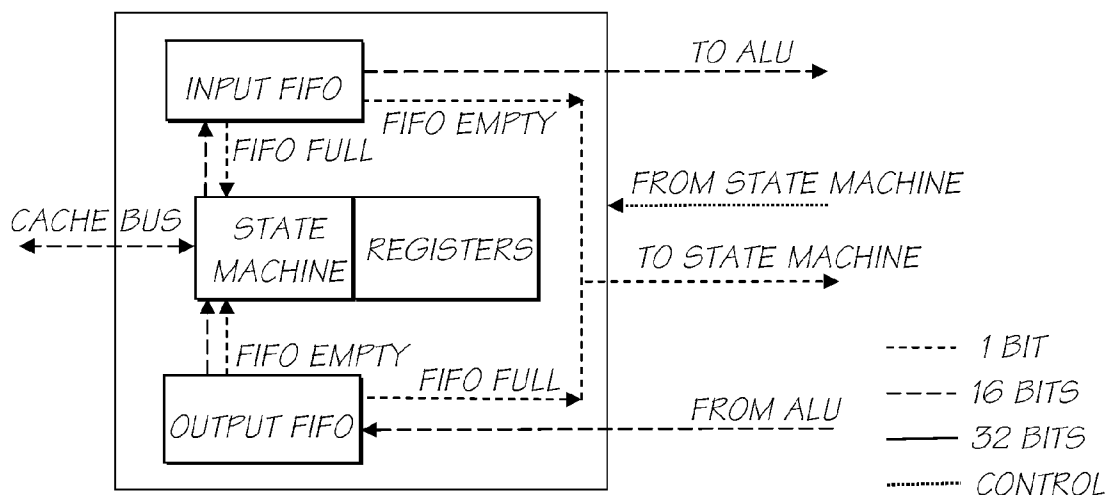 TO ALU
INPUT FIFO
FIFO EMPTY
FIFO FULL
FROM STATE MACHINE
CACHE BUS
STATE
MACHINE
REGISTERS
TO STATE MACHINE
FIFO EMPTY
FIFO FULL
OUTPUT FIFO
FROM ALU
1 BIT
16 BITS
32 BITS
CONTROL